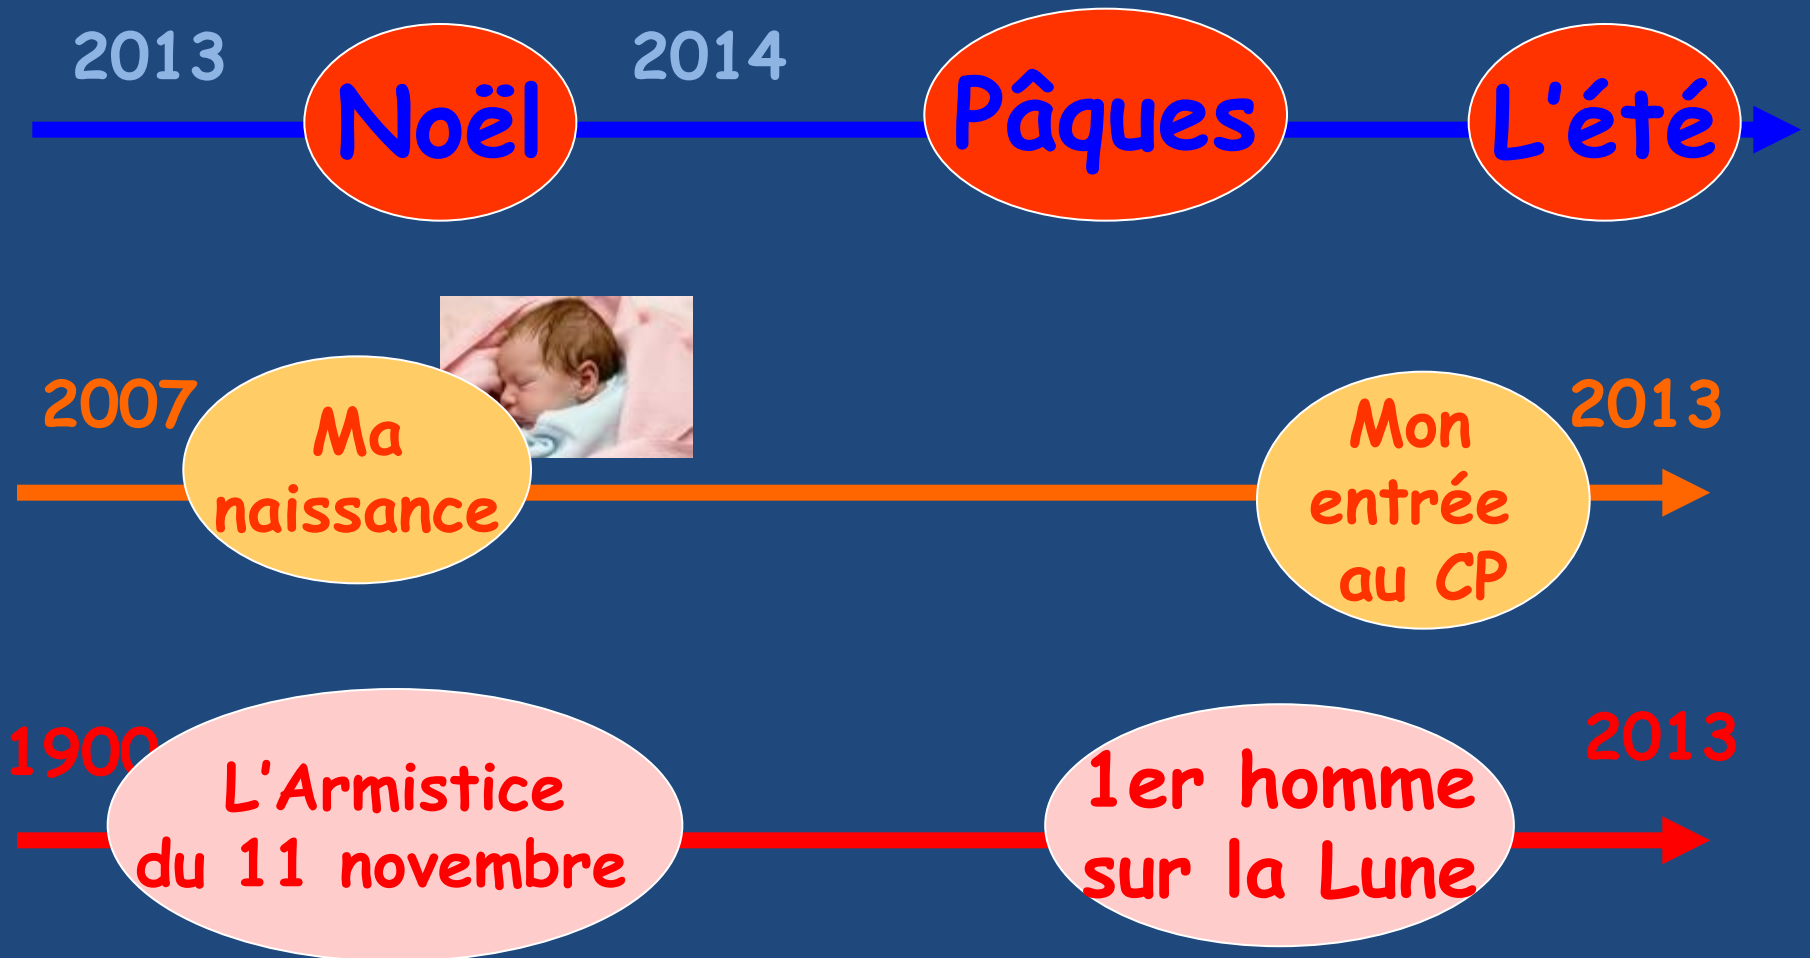 2013
Noël
2014
Pâques
L'été
2007
Ma
naissance
Mon
entrée
au CP
2013
1900
L'Armistice
du 11 novembre
1er homme
sur la Lune
2013